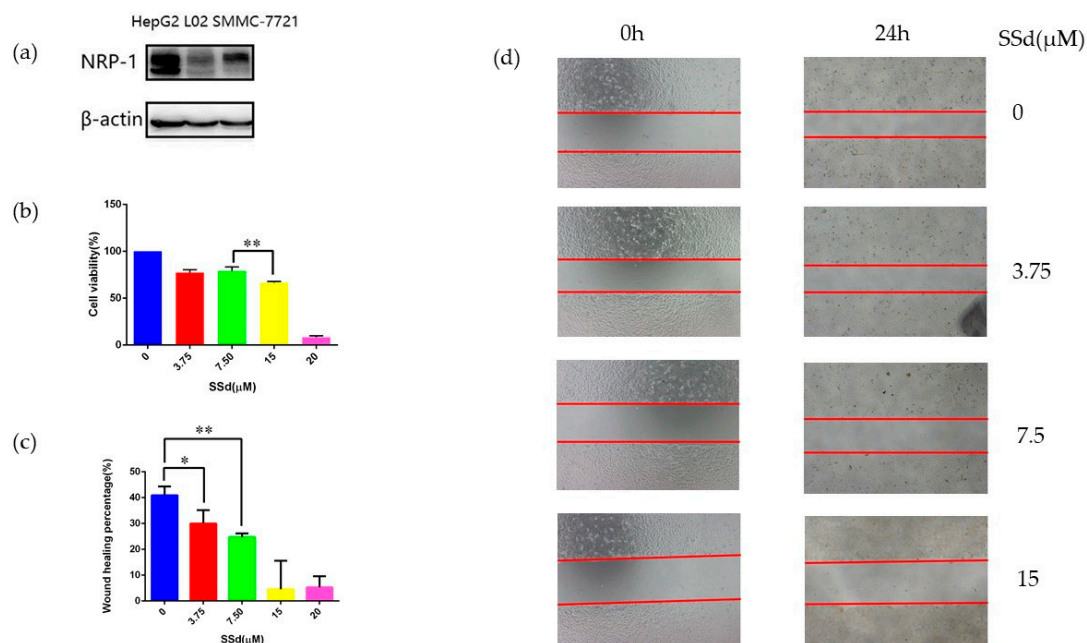 HepG2 L02 SMMC-7721
(a)
NRP-1
β-actin
(b)
Cell viability(%)
150
100
50
0
**
0
3.75
7.50
15
20
SSd(μM)
(c)
Wound healing percentage(%)
50
40
30
20
10
0
**
*
0
3.75
7.50
15
20
SSd(μM)
(d)
0h
24h
SSd(μM)
0
3.75
7.5
15